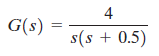 G(s) = 4 / s(s + 0.5)